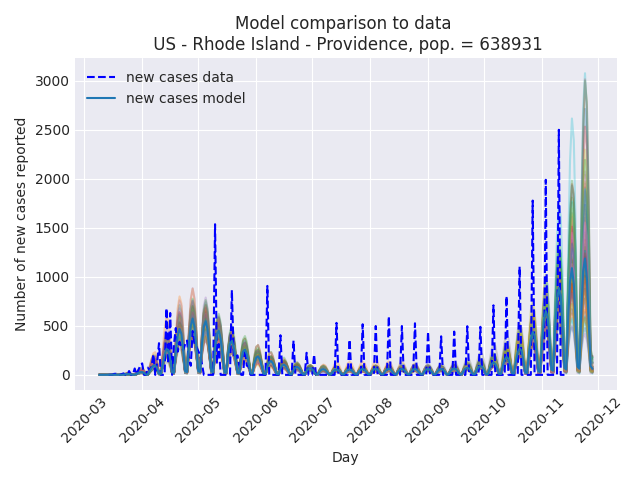 Model comparison to data
US - Rhode Island - Providence, pop. = 638931
new cases data
new cases model
Number of new cases reported
3000
2500
2000
1500
1000
500
0
2020-03
2020-04
2020-05
2020-06
2020-07
2020-08
2020-09
2020-10
2020-11
2020-12
Day